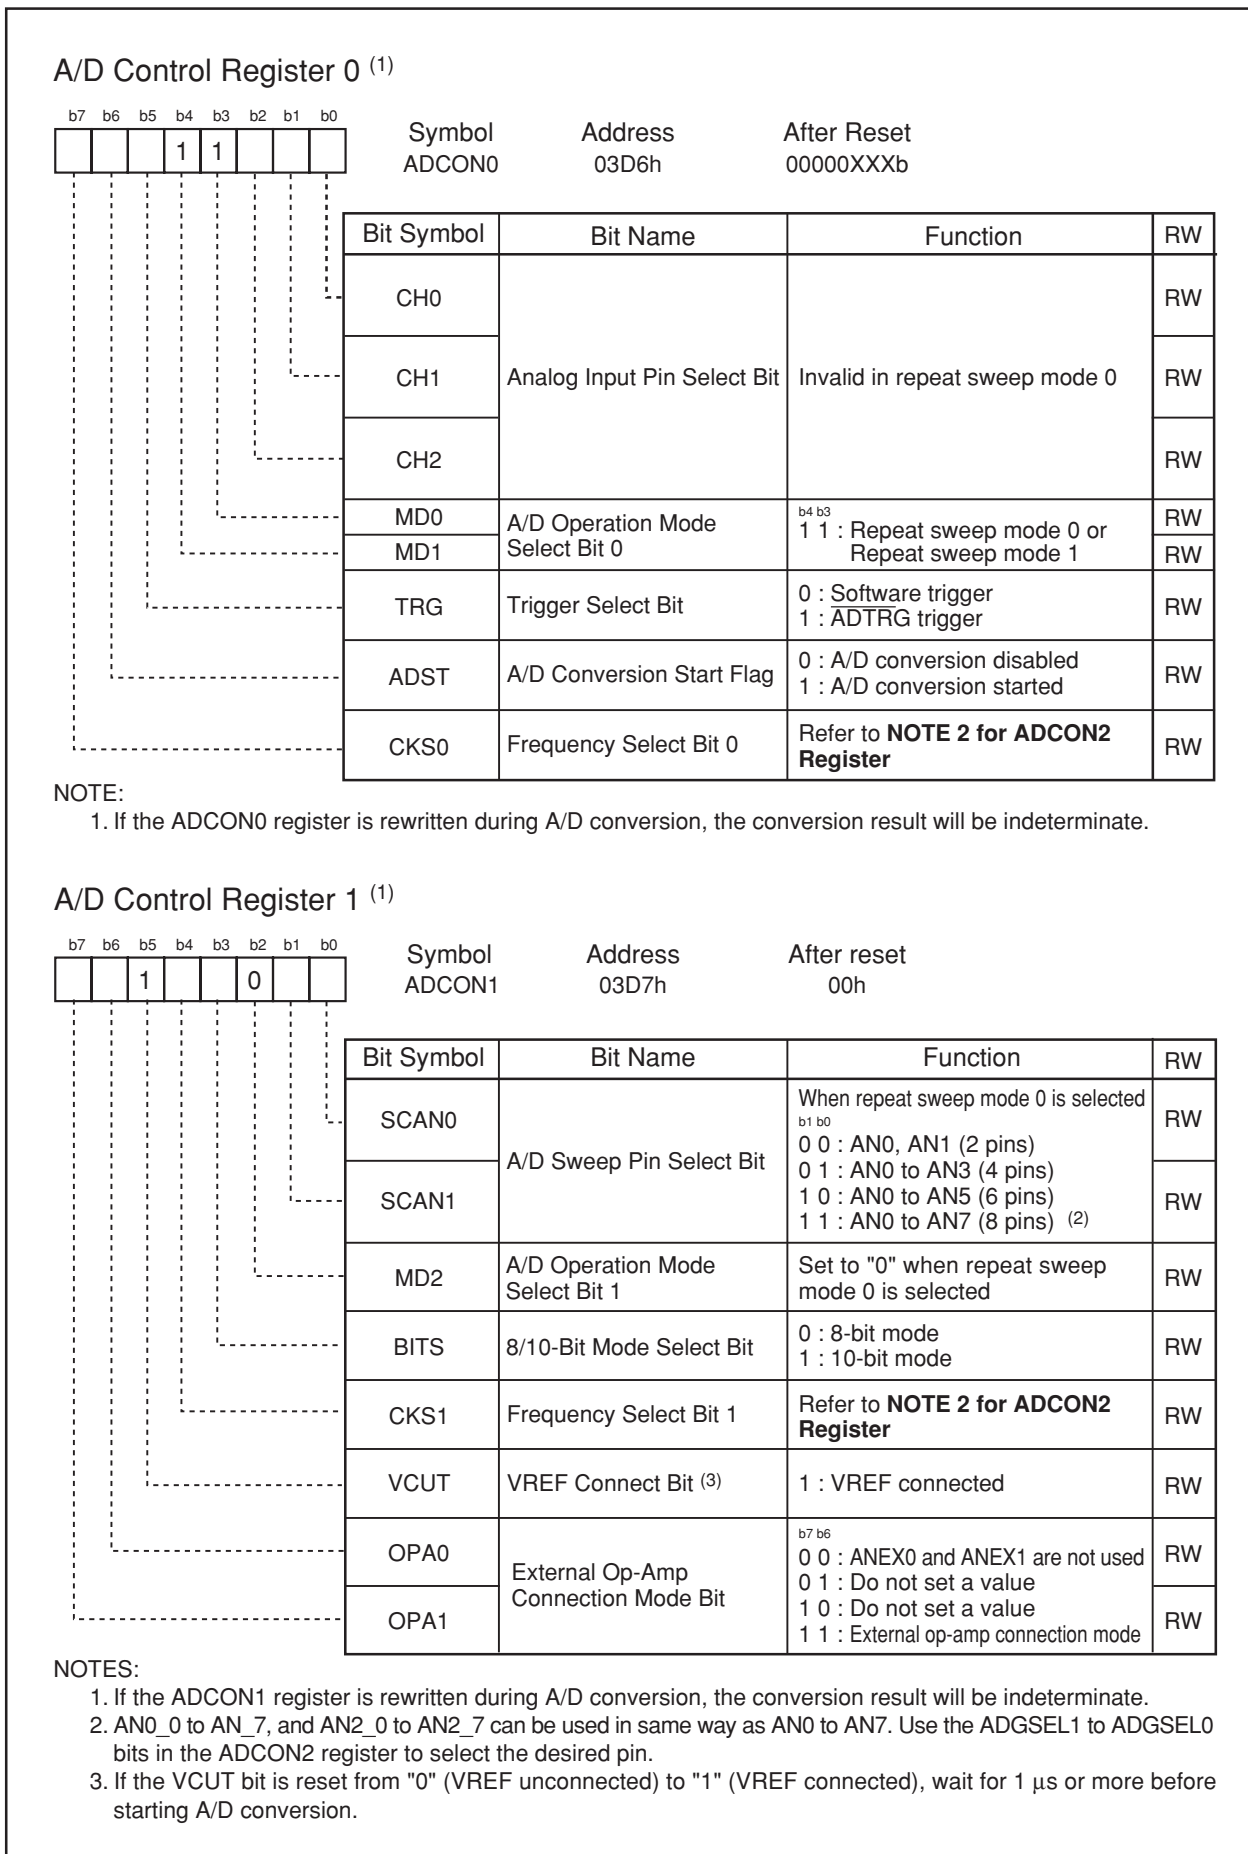 A/D Control Register 0 (1)
b7 b6 b5 b4 b3 b2 b1 b0
1 1
Symbol Address After Reset
ADCON0 03D6h 00000XXXb
Bit Symbol Bit Name Function RW
CH0 RW
CH1 Analog Input Pin Select Bit Invalid in repeat sweep mode 0 RW
CH2 RW
MD0 A/D Operation Mode b4 b3 RW
MD1 Select Bit 0 1 1 : Repeat sweep mode 0 or RW
Repeat sweep mode 1
TRG Trigger Select Bit 0 : Software trigger RW
1 : ADTRG trigger
ADST A/D Conversion Start Flag 0 : A/D conversion disabled RW
1 : A/D conversion started
CKS0 Frequency Select Bit 0 Refer to NOTE 2 for ADCON2 RW
Register
NOTE:
1. If the ADCON0 register is rewritten during A/D conversion, the conversion result will be indeterminate.
A/D Control Register 1 (1)
b7 b6 b5 b4 b3 b2 b1 b0
1 0
Symbol Address After reset
ADCON1 03D7h 00h
Bit Symbol Bit Name Function RW
When repeat sweep mode 0 is selected
SCAN0 b1 b0 RW
0 0 : AN0, AN1 (2 pins)
A/D Sweep Pin Select Bit 0 1 : AN0 to AN3 (4 pins)
SCAN1 1 0 : AN0 to AN5 (6 pins) RW
1 1 : AN0 to AN7 (8 pins) (2)
MD2 A/D Operation Mode Set to "0" when repeat sweep RW
Select Bit 1 mode 0 is selected
BITS 8/10-Bit Mode Select Bit 0 : 8-bit mode RW
1 : 10-bit mode
CKS1 Frequency Select Bit 1 Refer to NOTE 2 for ADCON2 RW
Register
VCUT VREF Connect Bit (3) 1 : VREF connected RW
b7 b6
OPA0 0 0 : ANEX0 and ANEX1 are not used RW
External Op-Amp 0 1 : Do not set a value
Connection Mode Bit 1 0 : Do not set a value
OPA1 1 1 : External op-amp connection mode RW
NOTES:
1. If the ADCON1 register is rewritten during A/D conversion, the conversion result will be indeterminate.
2. AN0_0 to AN_7, and AN2_0 to AN2_7 can be used in same way as AN0 to AN7. Use the ADGSEL1 to ADGSEL0
bits in the ADCON2 register to select the desired pin.
3. If the VCUT bit is reset from "0" (VREF unconnected) to "1" (VREF connected), wait for 1 µs or more before
starting A/D conversion.